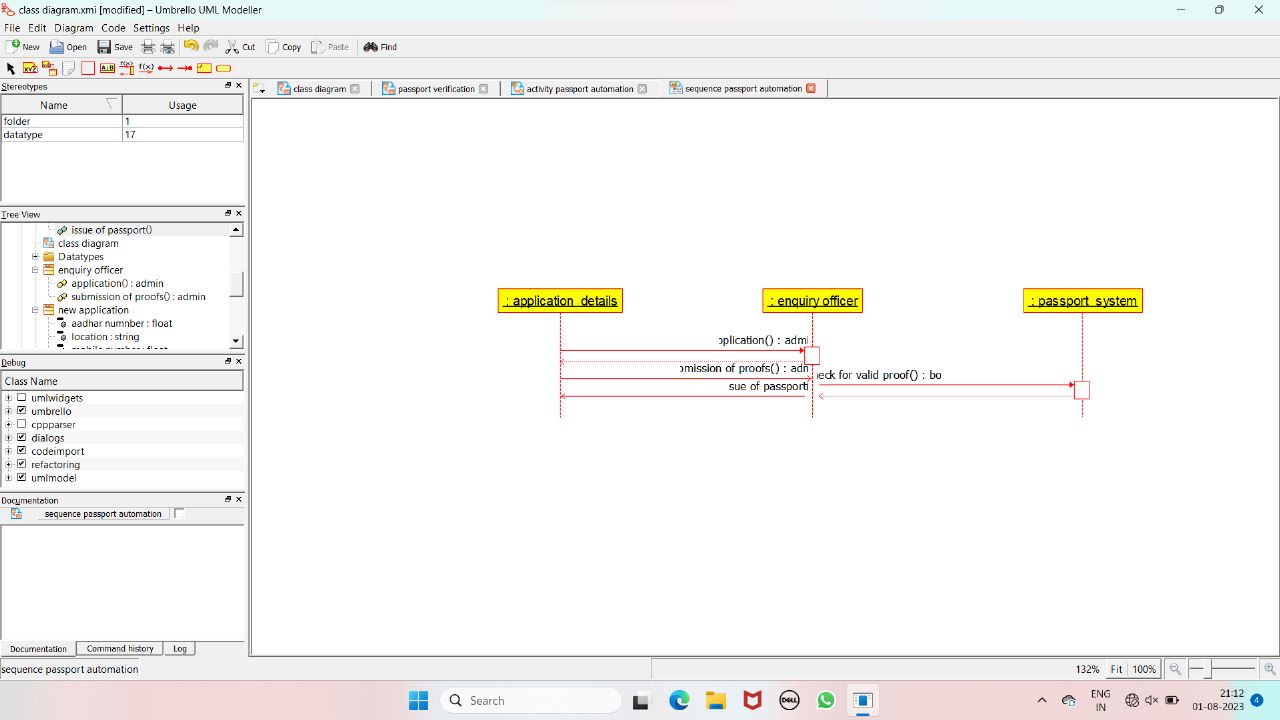 class diagram.xmi [modified] – Umbrello UML Modeller
File Edit Diagram Code Settings Help
New Open Save Cut Copy Paste Find
Stereotypes
Name Usage
folder 1
datatype 17
Tree View
issue of passport()
class diagram
Datatypes
enquiry officer
application() : admin
submission of proofs() : admin
new application
aadhar numnber : float
location : string
Debug
Class Name
umlwidgets
umbrello
cppparser
dialogs
codeimport
refactoring
umlmodel
Documentation
sequence passport automation
Documentation Command history Log
sequence passport automation
class diagram passport verification activity passport automation sequence passport automation
: application_details : enquiry officer : passport_system
plication() : admi
mission of proofs() : adn
eck for valid proof() : bo
sue of passport
132% Fit 100%
Search
DELL
ENG
IN
21:12
01-08-2023
4